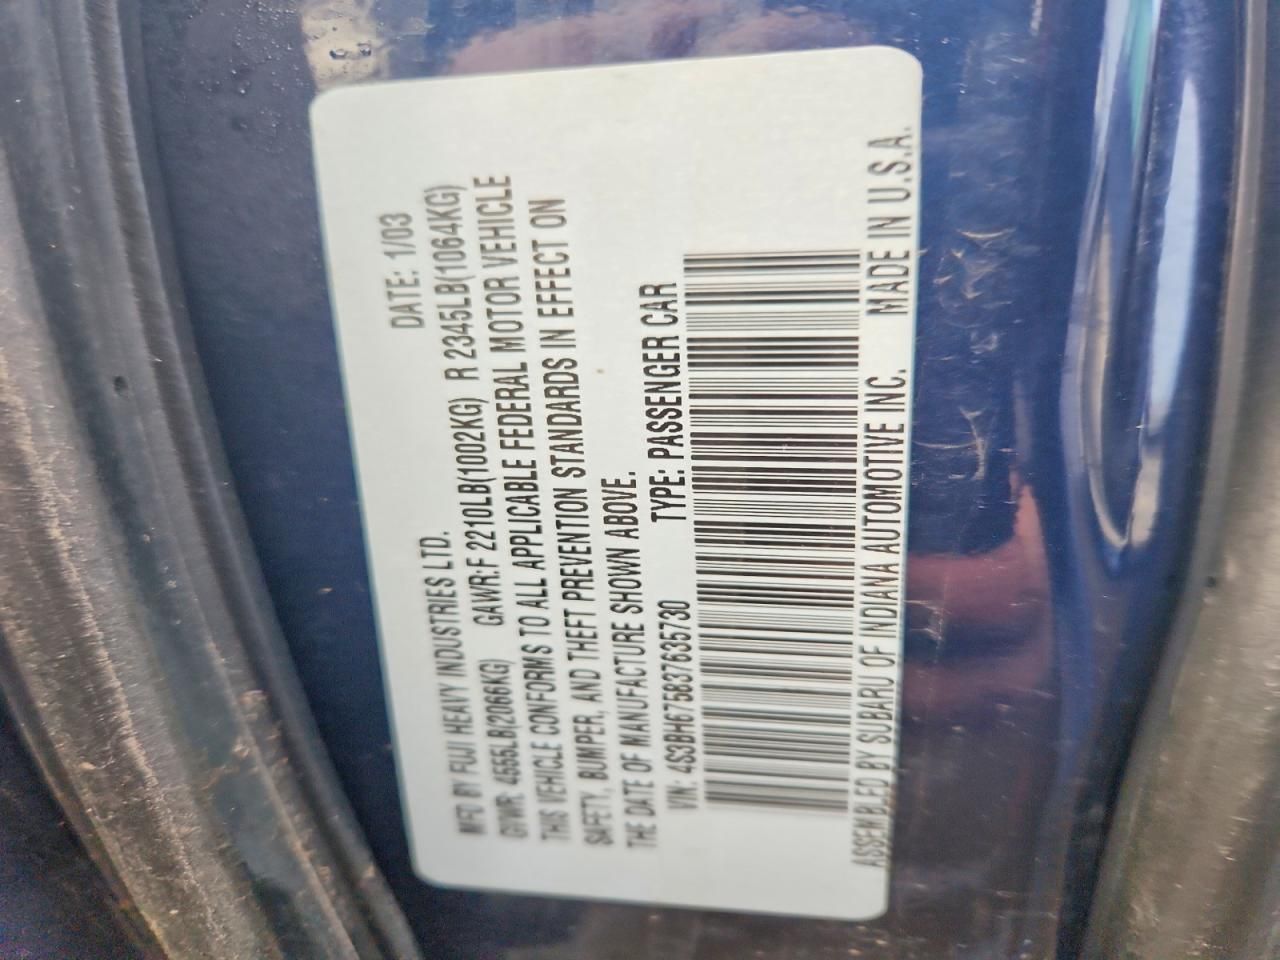 MFD BY FUJI HEAVY INDUSTRIES LTD. DATE: 1/03
GVWR: 4555LB(2066KG) GAWR:F 2210LB(1002KG) R 2345LB(1064KG)
THIS VEHICLE CONFORMS TO ALL APPLICABLE FEDERAL MOTOR VEHICLE
SAFETY, BUMPER, AND THEFT PREVENTION STANDARDS IN EFFECT ON
THE DATE OF MANUFACTURE SHOWN ABOVE.
VIN: 4S3BH675837635730 TYPE: PASSENGER CAR
ASSEMBLED BY SUBARU OF INDIANA AUTOMOTIVE INC. MADE IN U.S.A.